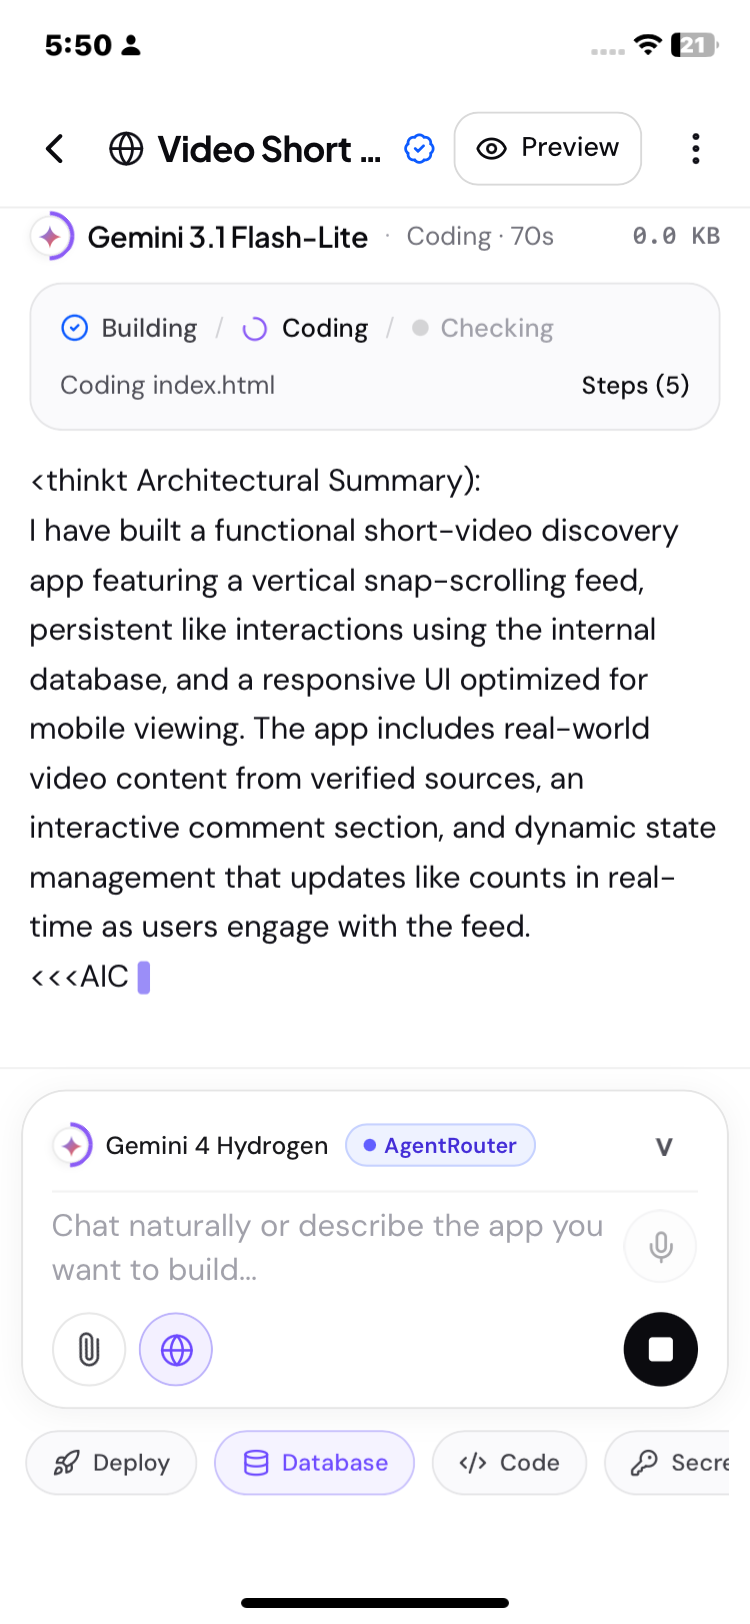 5:50
21
Video Short ...
Preview
Gemini 3.1 Flash-Lite · Coding · 70s 0.0 KB
Building / Coding / Checking
Coding index.html Steps (5)
<thinkt Architectural Summary):
I have built a functional short-video discovery
app featuring a vertical snap-scrolling feed,
persistent like interactions using the internal
database, and a responsive UI optimized for
mobile viewing. The app includes real-world
video content from verified sources, an
interactive comment section, and dynamic state
management that updates like counts in real-
time as users engage with the feed.
<<<AIC
Gemini 4 Hydrogen AgentRouter v
Chat naturally or describe the app you
want to build...
Deploy Database </> Code Secre